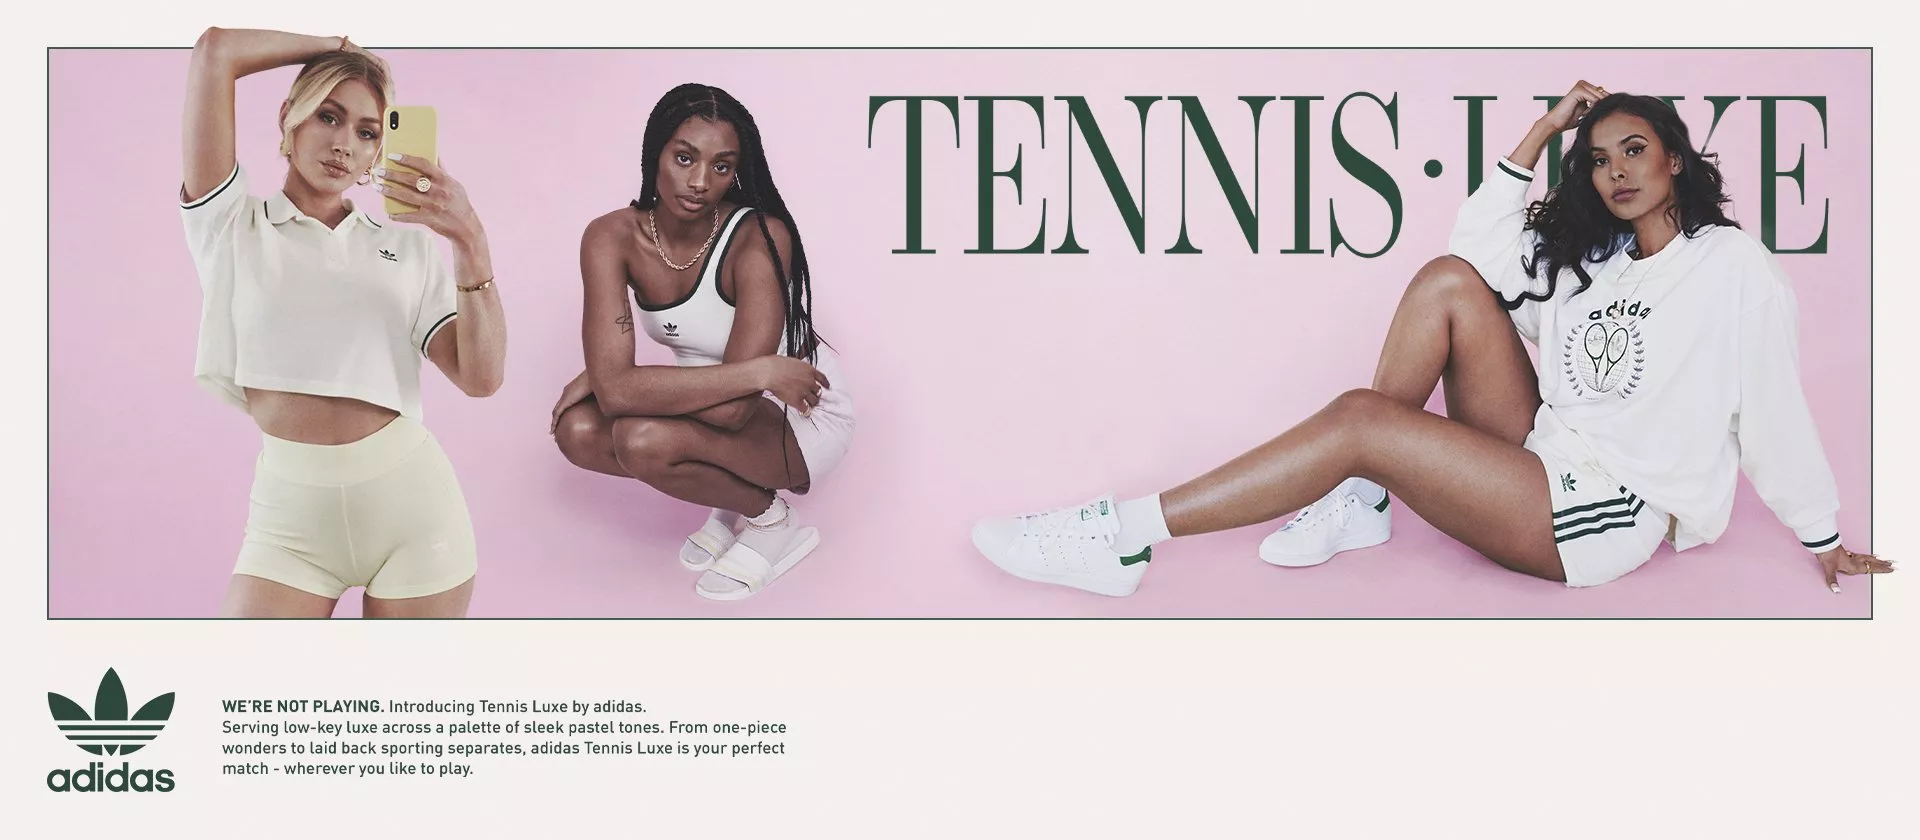 TENNIS · LUXE
adidas
WE'RE NOT PLAYING. Introducing Tennis Luxe by adidas.
Serving low-key luxe across a palette of sleek pastel tones. From one-piece
wonders to laid back sporting separates, adidas Tennis Luxe is your perfect
match - wherever you like to play.
adidas